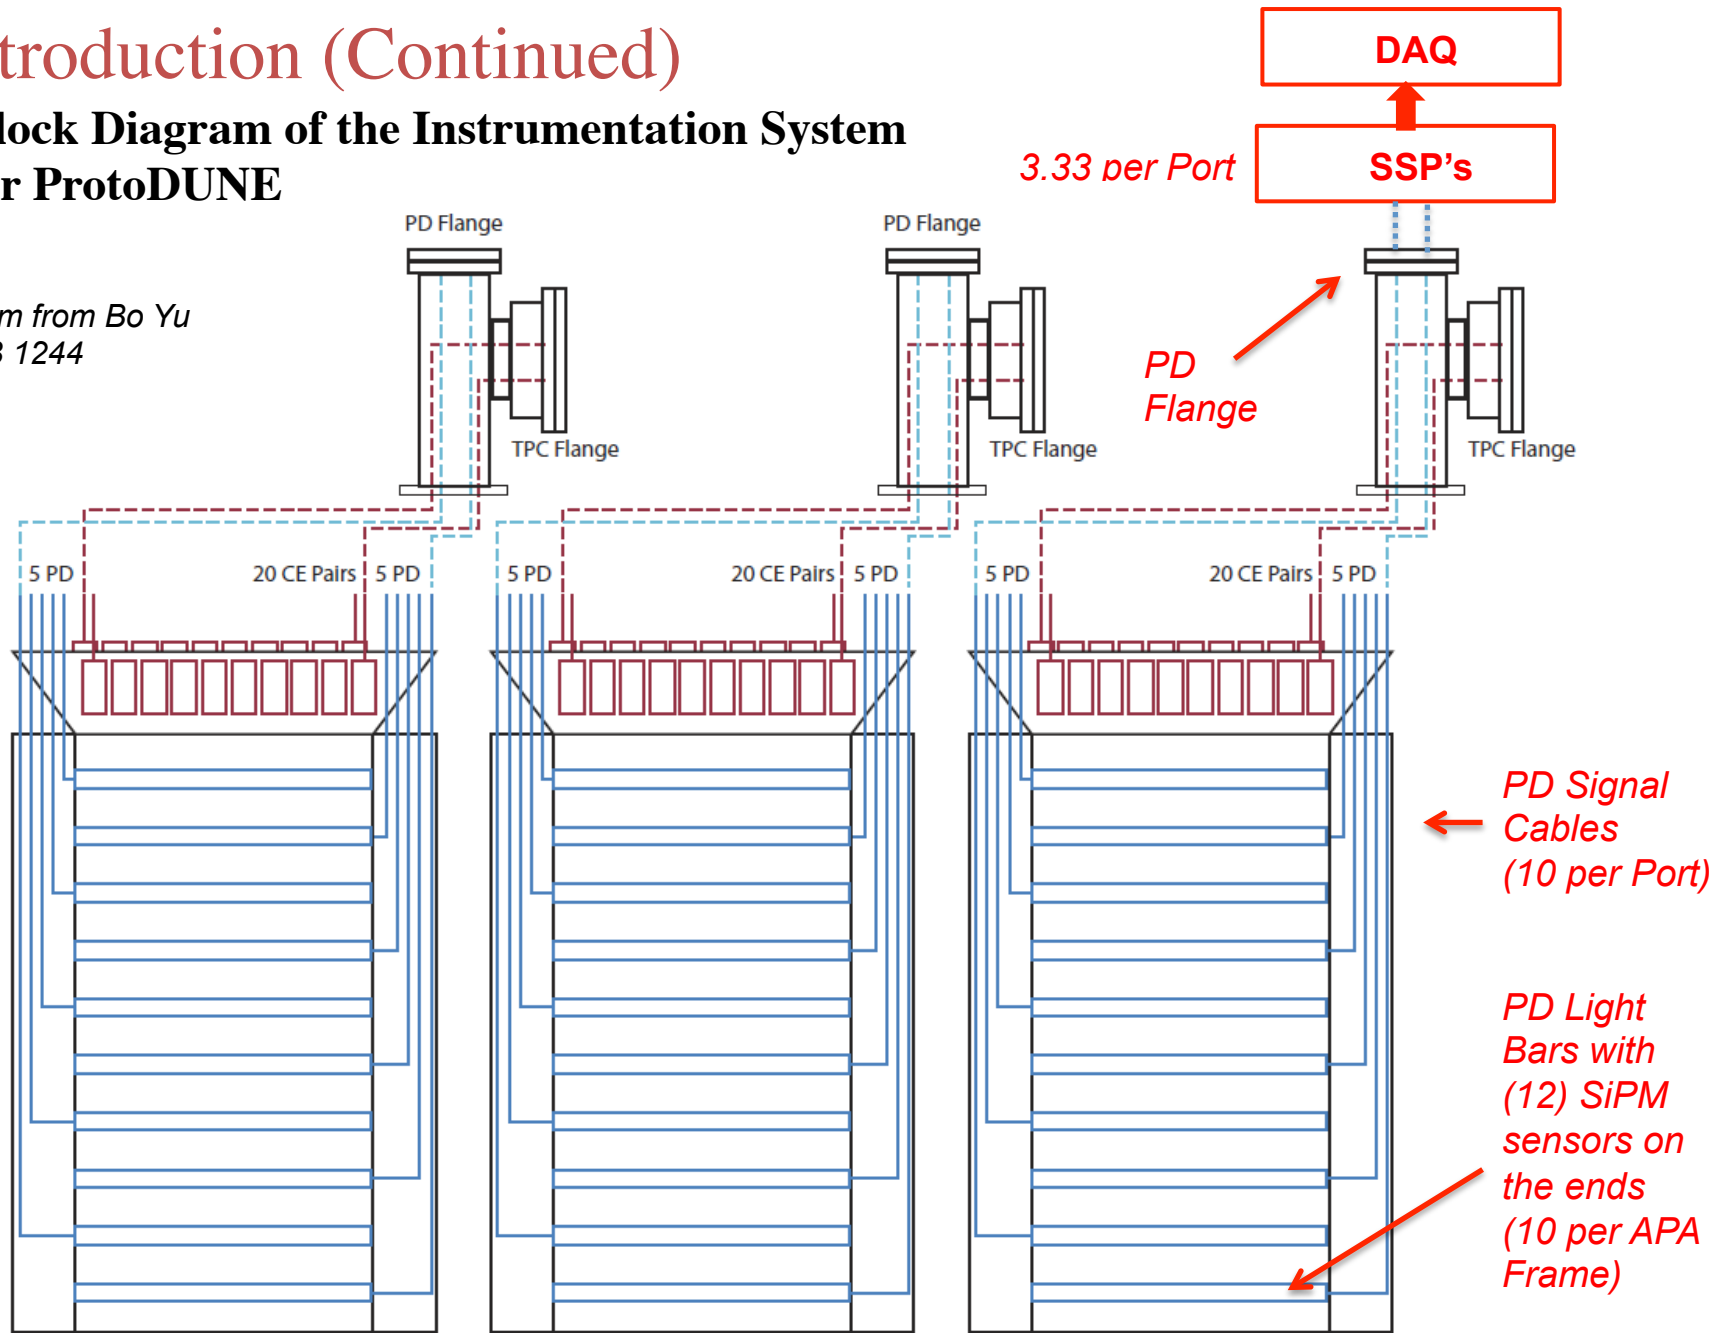 troduction (Continued)
lock Diagram of the Instrumentation System
r ProtoDUNE
m from Bo Yu
1244
DAQ
SSP's
3.33 per Port
PD Flange
PD Flange
PD
Flange
TPC Flange
TPC Flange
TPC Flange
5 PD
20 CE Pairs
5 PD
5 PD
20 CE Pairs
5 PD
5 PD
20 CE Pairs
5 PD
PD Signal
Cables
(10 per Port)
PD Light
Bars with
(12) SiPM
sensors on
the ends
(10 per APA
Frame)